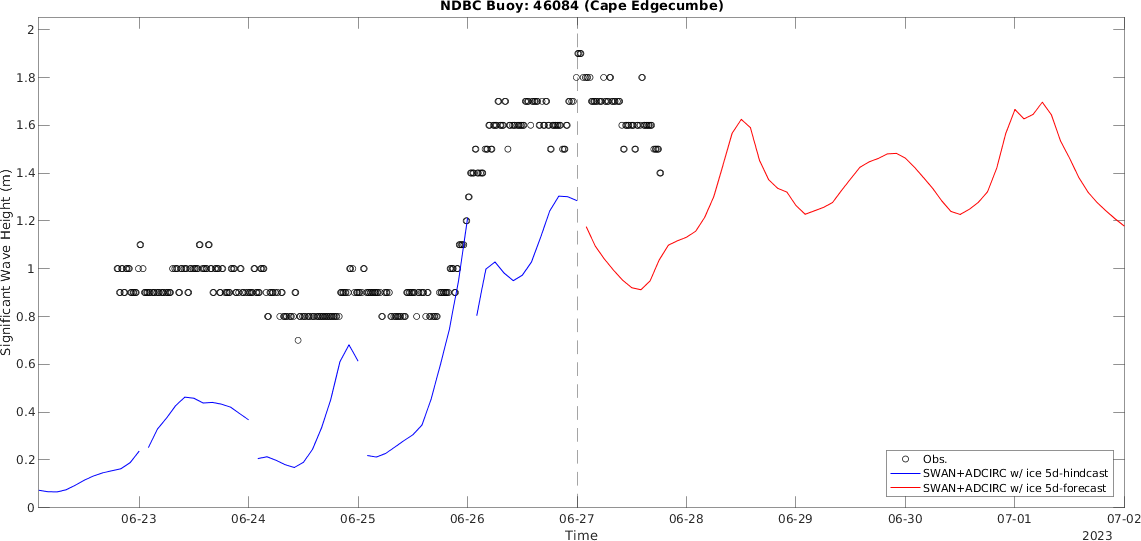 NDBC Buoy: 46084 (Cape Edgecumbe)
2
1.8
1.6
1.4
1.2
1
0.8
0.6
0.4
0.2
0
Significant Wave Height (m)
Obs.
SWAN+ADCIRC w/ ice 5d-hindcast
SWAN+ADCIRC w/ ice 5d-forecast
06-23 06-24 06-25 06-26 06-27 06-28 06-29 06-30 07-01 07-02
Time
2023